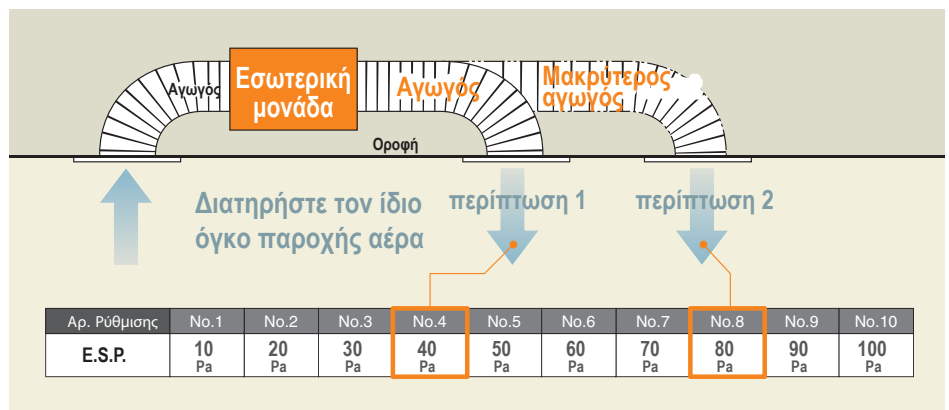 Αγωγός
Εσωτερική
μονάδα
Αγωγός
Μακρύτερος
αγωγός
Οροφή
Διατηρήστε τον ίδιο
όγκο παροχής αέρα
περίπτωση 1
περίπτωση 2
Αρ. Ρύθμισης No.1 No.2 No.3 No.4 No.5 No.6 No.7 No.8 No.9 No.10
E.S.P. 10 20 30 40 50 60 70 80 90 100
Pa Pa Pa Pa Pa Pa Pa Pa Pa Pa